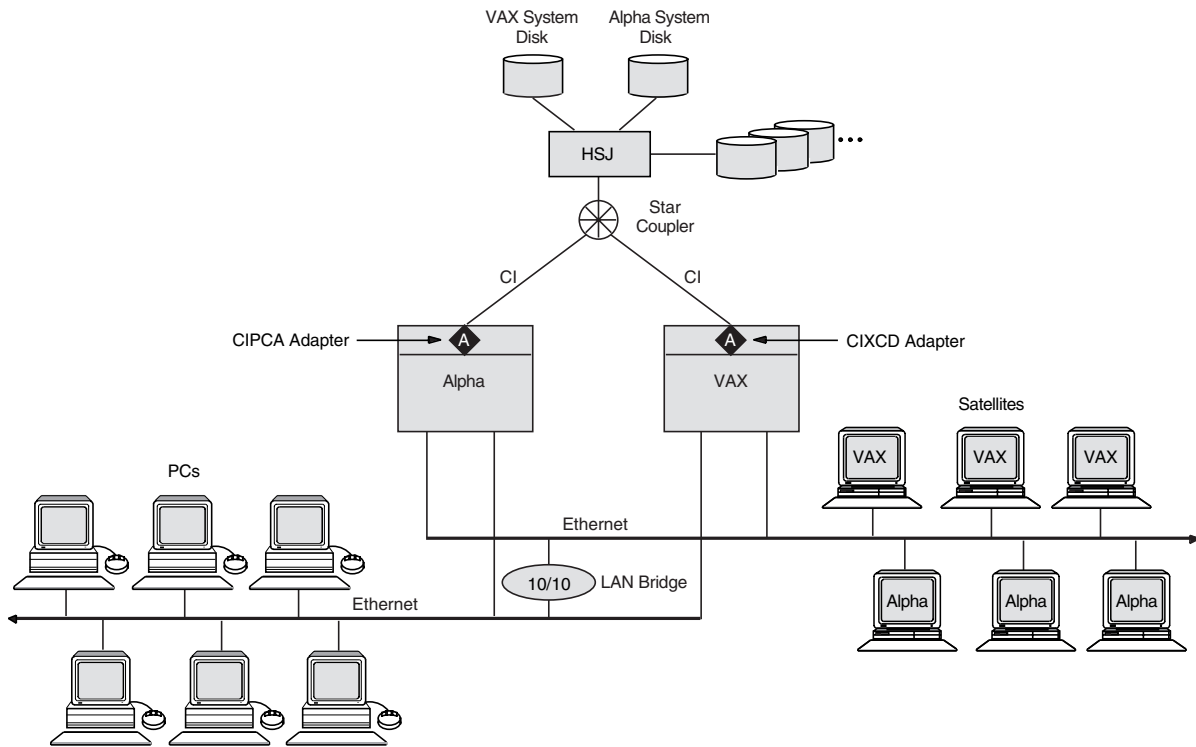 VAX System
Disk
Alpha System
Disk
HSJ
Star
Coupler
CI
CI
CIPCA Adapter
A
A
CIXCD Adapter
Alpha
VAX
Satellites
VAX
VAX
VAX
PCs
Ethernet
10/10
LAN Bridge
Alpha
Alpha
Alpha
Ethernet